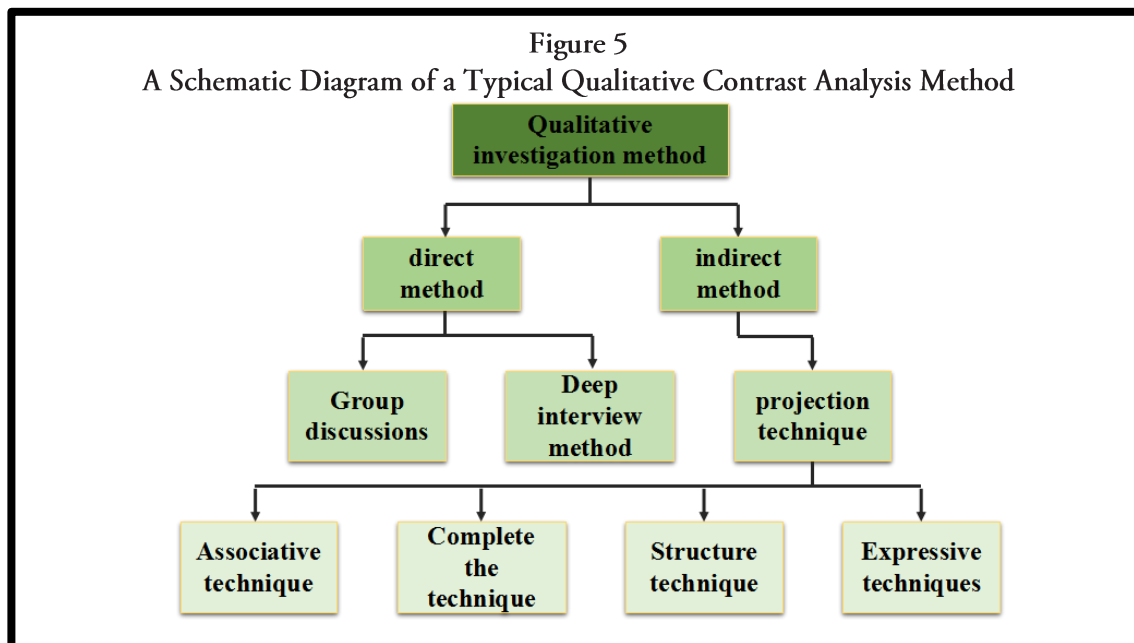 Figure 5
A Schematic Diagram of a Typical Qualitative Contrast Analysis Method
Qualitative
investigation method
direct
method
indirect
method
Group
discussions
Deep
interview
method
projection
technique
Associative
technique
Complete
the
technique
Structure
technique
Expressive
techniques